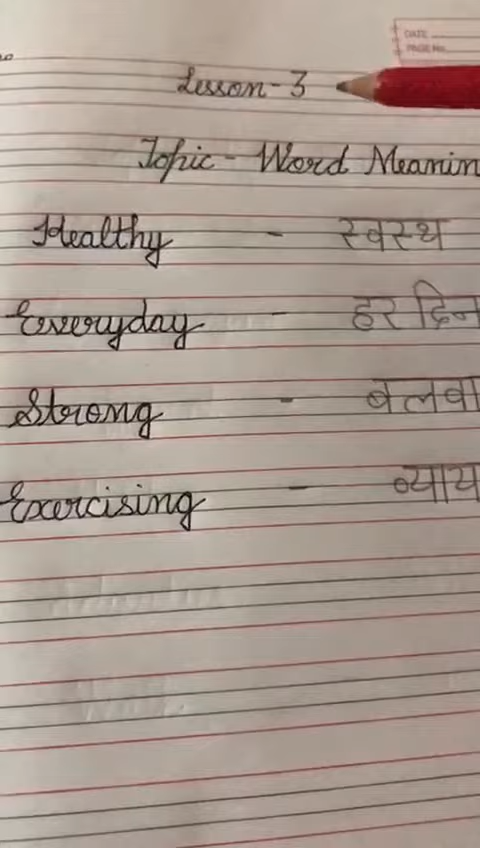 DATE
PAGE No.
Lesson-3
Topic - Word Meanin
Healthy - स्वस्थ
Everyday - हर दिन
Strong - बलवा
Exercising - व्याय